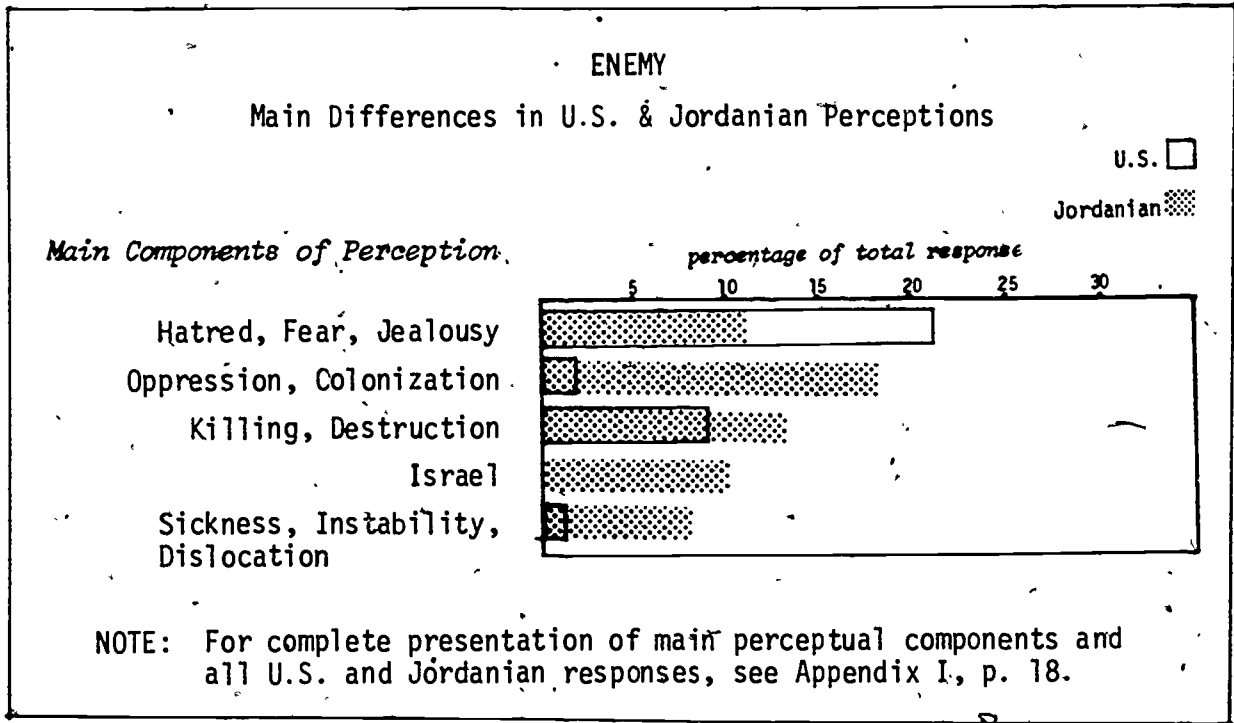 ENEMY
Main Differences in U.S. & Jordanian Perceptions
U.S.
Jordanian
Main Components of Perception
percentage of total response
5 10 15 20 25 30
Hatred, Fear, Jealousy
Oppression, Colonization
Killing, Destruction
Israel
Sickness, Instability,
Dislocation
NOTE: For complete presentation of main perceptual components and
all U.S. and Jordanian responses, see Appendix I, p. 18.